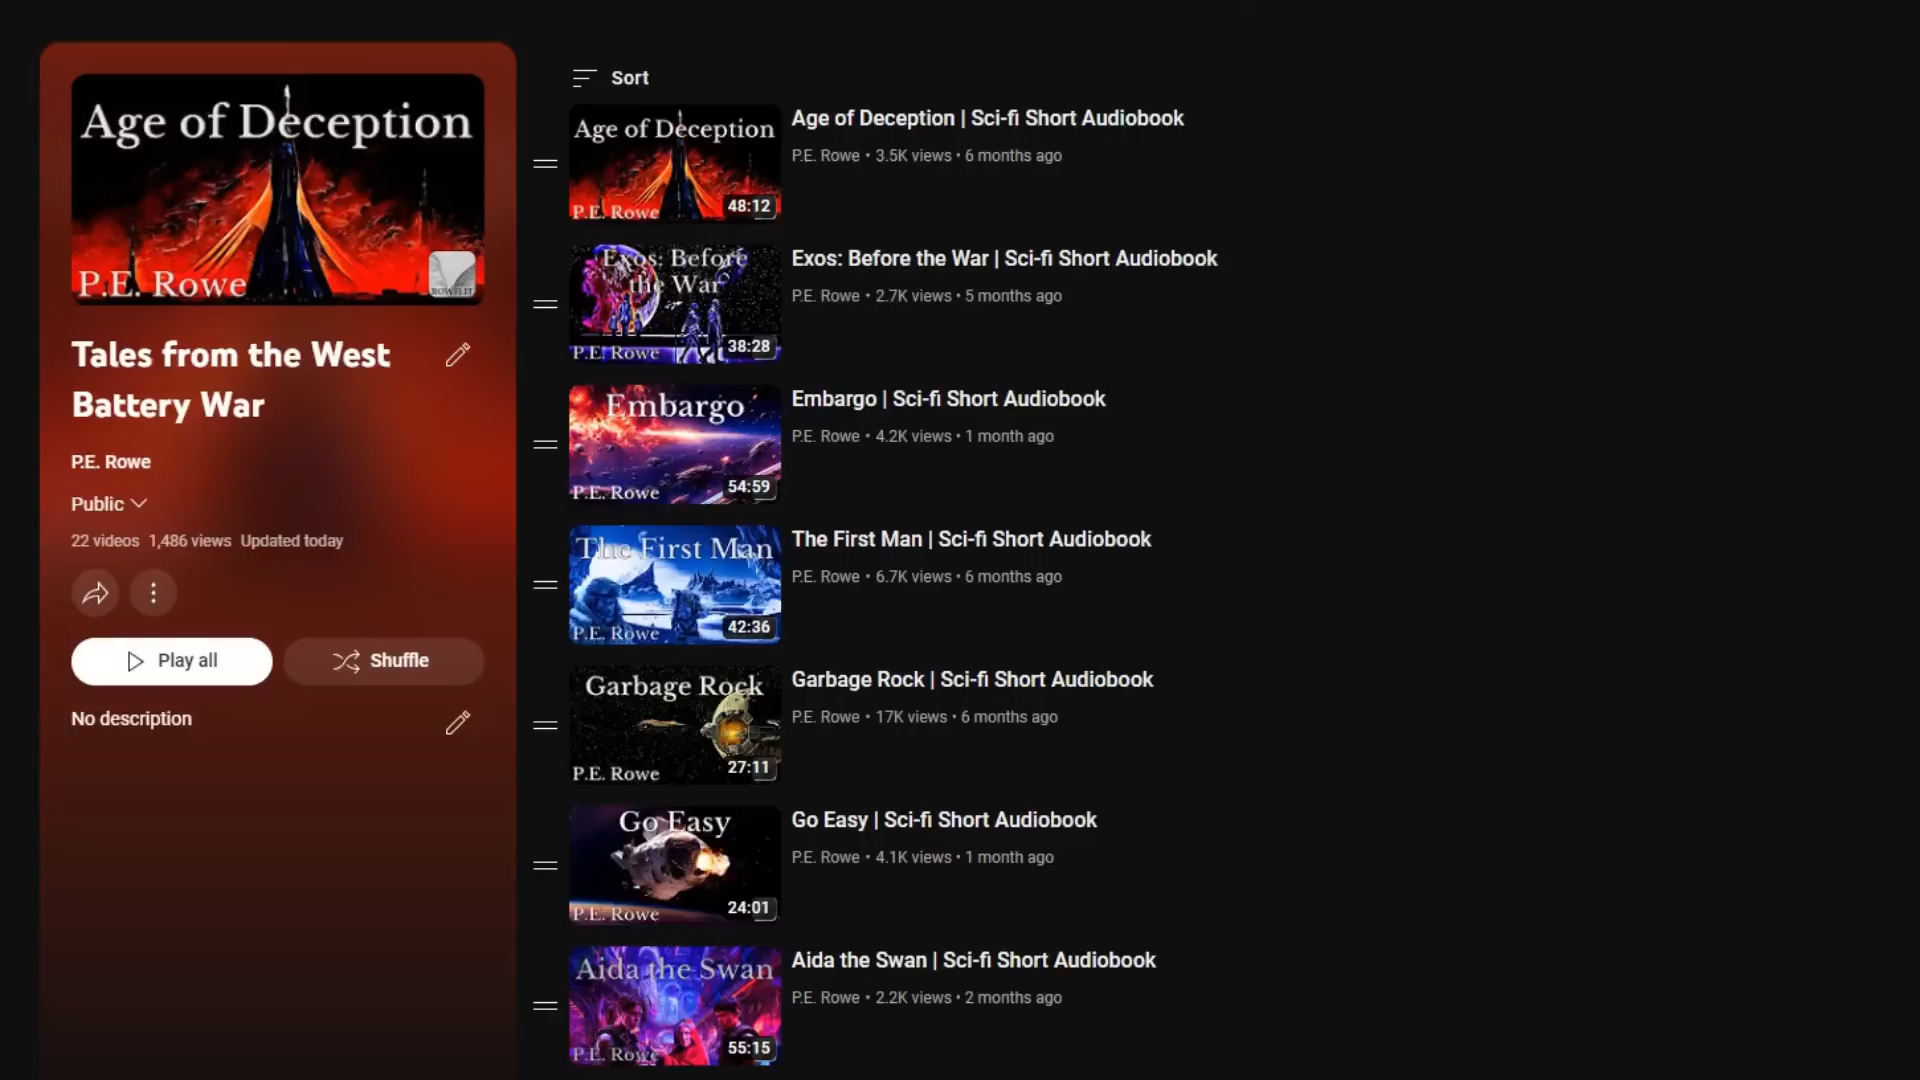 Age of Deception
P.E. Rowe
ROWELIT
Tales from the West
Battery War
P.E. Rowe
Public
22 videos 1,486 views Updated today
Play all
Shuffle
No description
Sort
Age of Deception
P.E. Rowe
48:12
Age of Deception | Sci-fi Short Audiobook
P.E. Rowe • 3.5K views • 6 months ago
Exos: Before
the War
P.E. Rowe
38:28
Exos: Before the War | Sci-fi Short Audiobook
P.E. Rowe • 2.7K views • 5 months ago
Embargo
P.E. Rowe
54:59
Embargo | Sci-fi Short Audiobook
P.E. Rowe • 4.2K views • 1 month ago
The First Man
P.E. Rowe
42:36
The First Man | Sci-fi Short Audiobook
P.E. Rowe • 6.7K views • 6 months ago
Garbage Rock
P.E. Rowe
27:11
Garbage Rock | Sci-fi Short Audiobook
P.E. Rowe • 17K views • 6 months ago
Go Easy
P.E. Rowe
24:01
Go Easy | Sci-fi Short Audiobook
P.E. Rowe • 4.1K views • 1 month ago
Aida the Swan
P.E. Rowe
55:15
Aida the Swan | Sci-fi Short Audiobook
P.E. Rowe • 2.2K views • 2 months ago